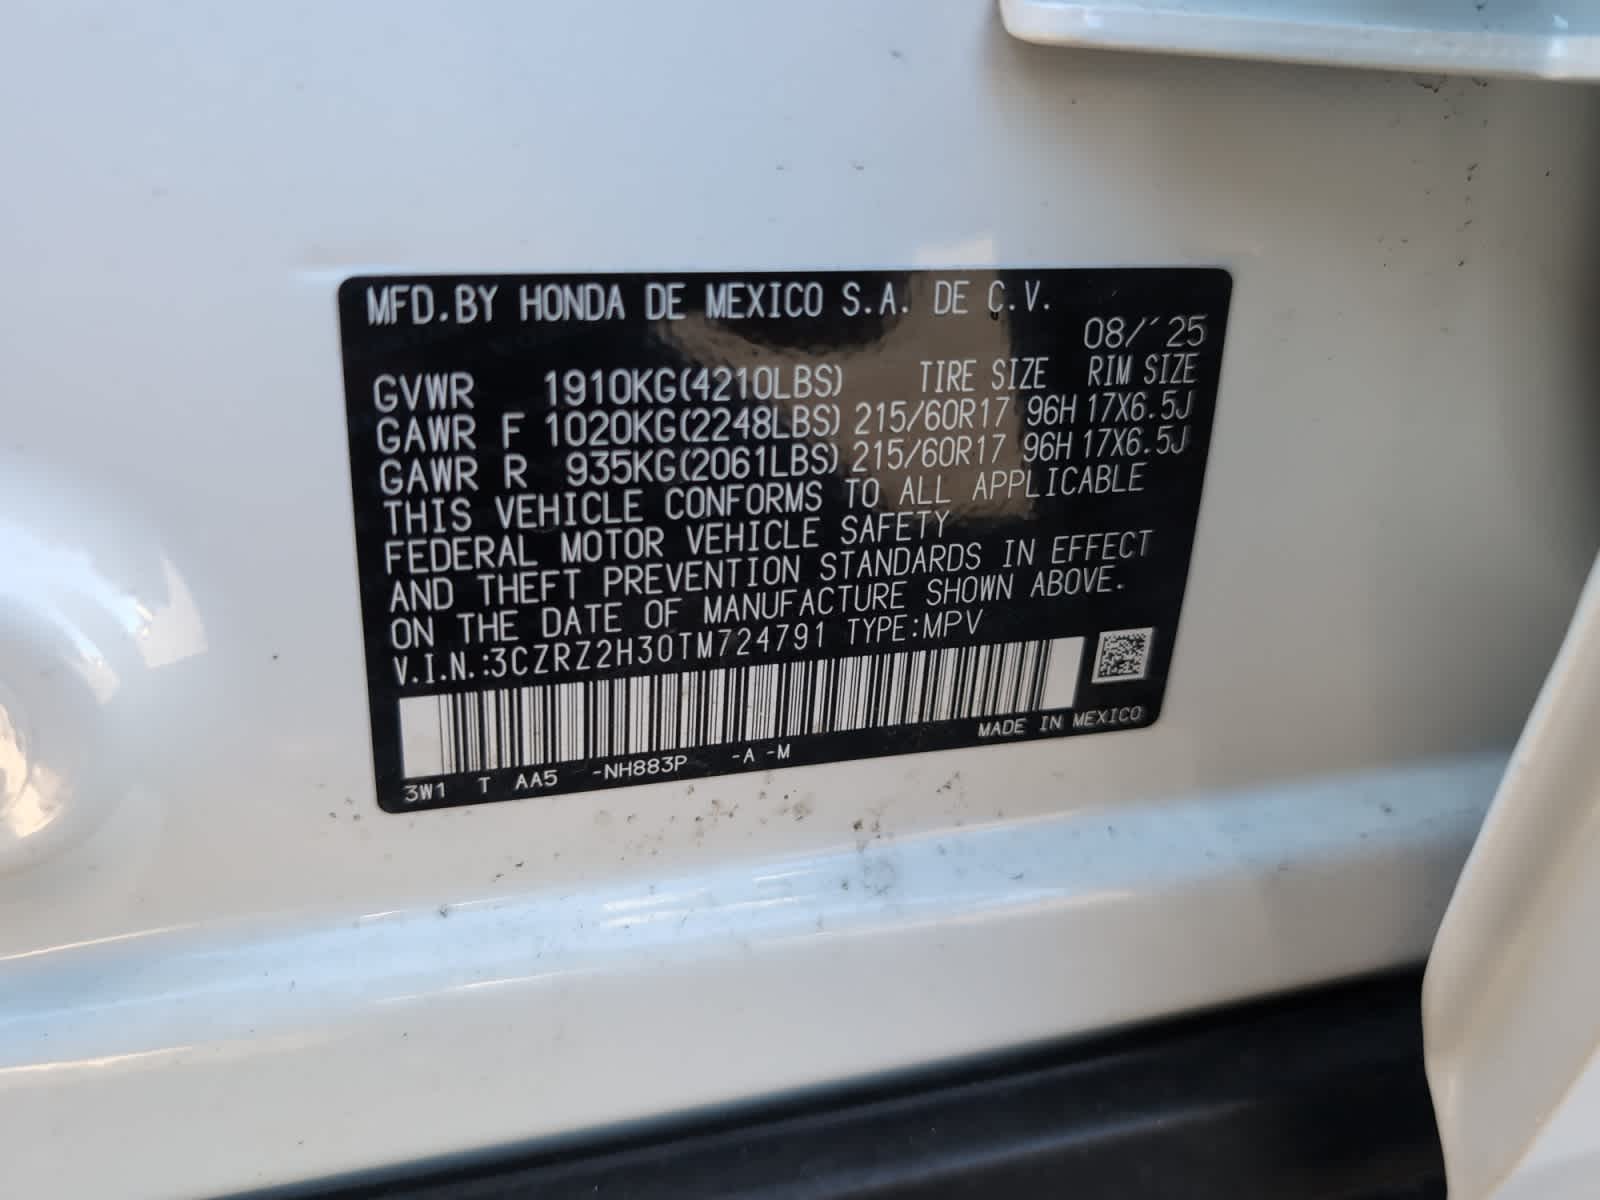 MFD.BY HONDA DE MEXICO S.A. DE C.V.
08/´25
GVWR 1910KG(4210LBS) TIRE SIZE RIM SIZE
GAWR F 1020KG(2248LBS) 215/60R17 96H 17X6.5J
GAWR R 935KG(2061LBS) 215/60R17 96H 17X6.5J
THIS VEHICLE CONFORMS TO ALL APPLICABLE
FEDERAL MOTOR VEHICLE SAFETY
AND THEFT PREVENTION STANDARDS IN EFFECT
ON THE DATE OF MANUFACTURE SHOWN ABOVE.
V.I.N.:3CZRZ2H30TM724791 TYPE:MPV
3W1 T AA5 -NH883P -A -M MADE IN MEXICO